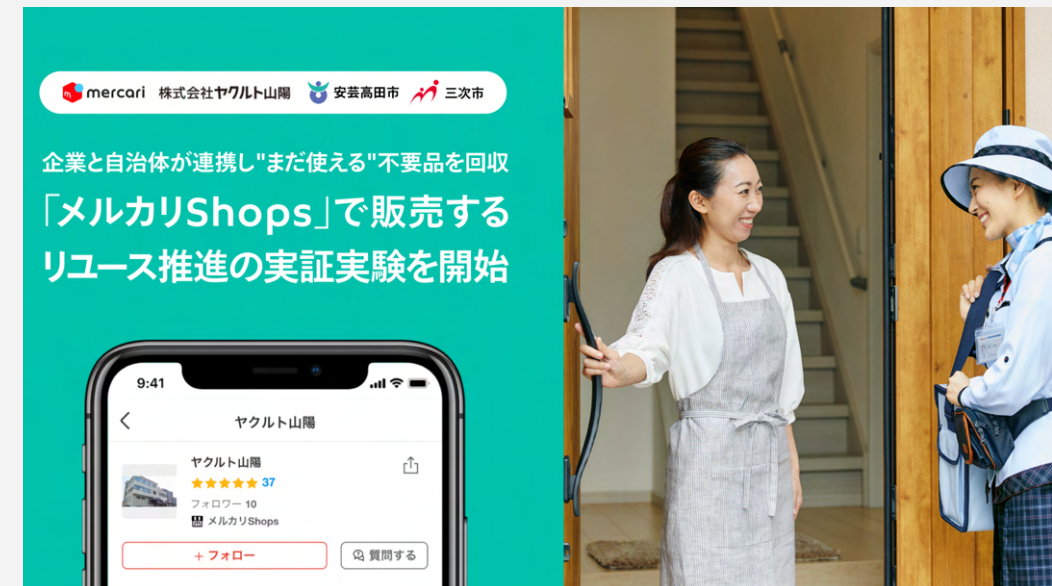 mercari 株式会社ヤクルト山陽 安芸高田市 三次市
企業と自治体が連携し"まだ使える"不要品を回収
「メルカリShops」で販売する
リユース推進の実証実験を開始
9:41
ヤクルト山陽
ヤクルト山陽
37
フォロワー 10
メルカリShops
+ フォロー
質問する